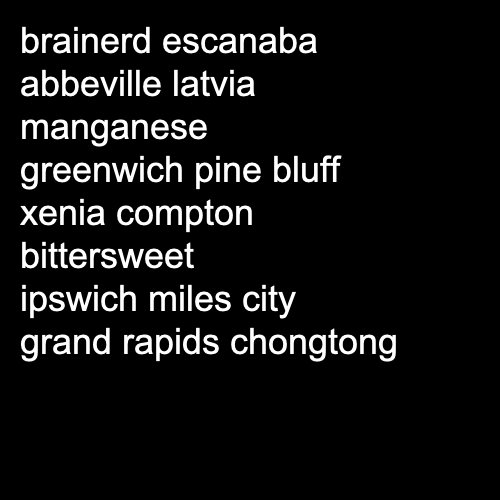 brainerd escanaba
abbeville latvia
manganese
greenwich pine bluff
xenia compton
bittersweet
ipswich miles city
grand rapids chongtong